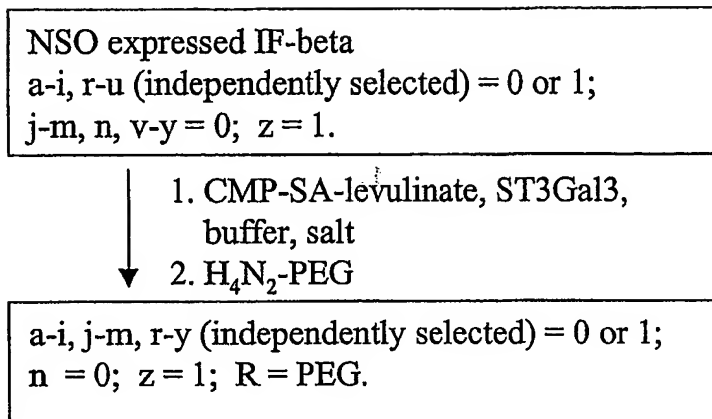 NSO expressed IF-beta
a-i, r-u (independently selected) = 0 or 1;
j-m, n, v-y = 0; z = 1.
1. CMP-SA-levulinate, ST3Gal3,
buffer, salt
2. H₄N₂-PEG
a-i, j-m, r-y (independently selected) = 0 or 1;
n = 0; z = 1; R = PEG.